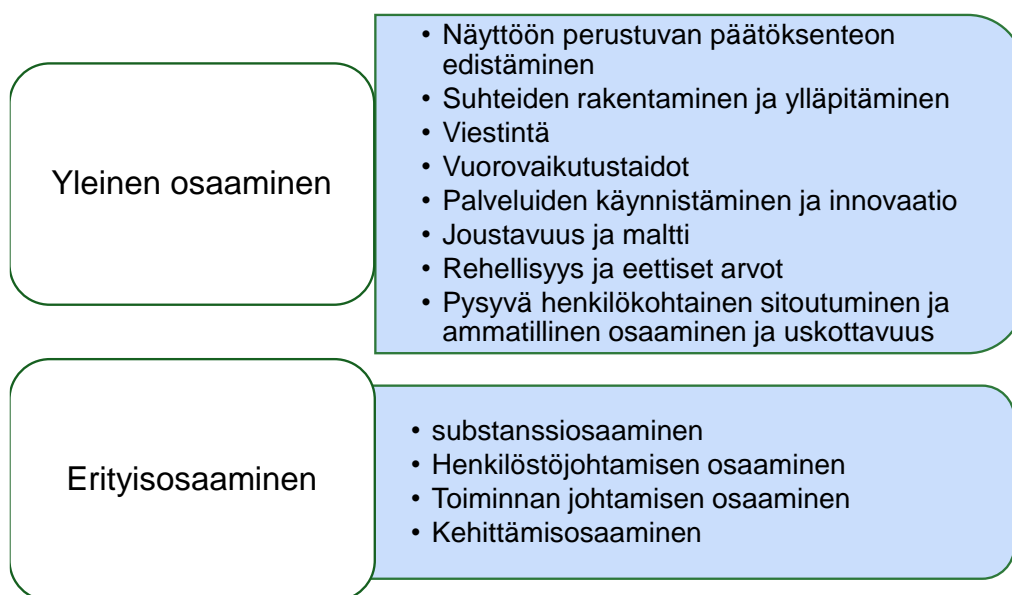 Yleinen osaaminen
• Näyttöön perustuvan päätöksenteon
edistäminen
• Suhteiden rakentaminen ja ylläpitäminen
• Viestintä
• Vuorovaikutustaidot
• Palveluiden käynnistäminen ja innovaatio
• Joustavuus ja maltti
• Rehellisyys ja eettiset arvot
• Pysyvä henkilökohtainen sitoutuminen ja
ammatillinen osaaminen ja uskottavuus
Erityisosaaminen
• substanssiosaaminen
• Henkilöstöjohtamisen osaaminen
• Toiminnan johtamisen osaaminen
• Kehittämisosaaminen